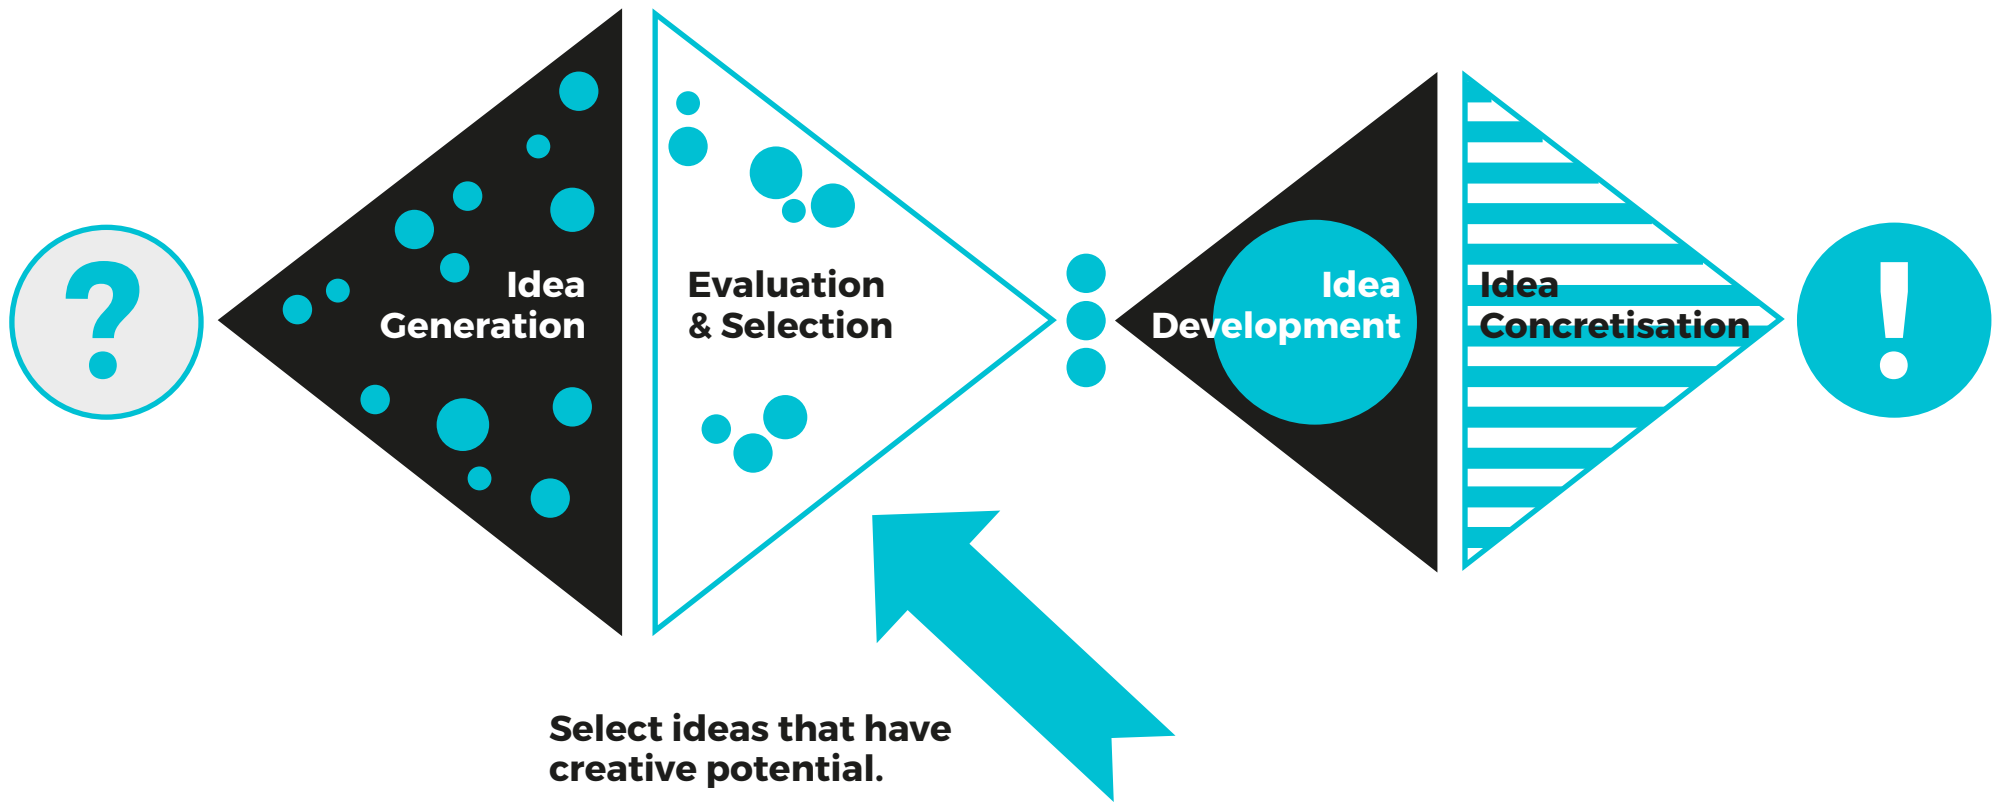 ?
Idea
Generation
Evaluation
& Selection
Idea
Development
Idea
Concretisation
!
Select ideas that have
creative potential.